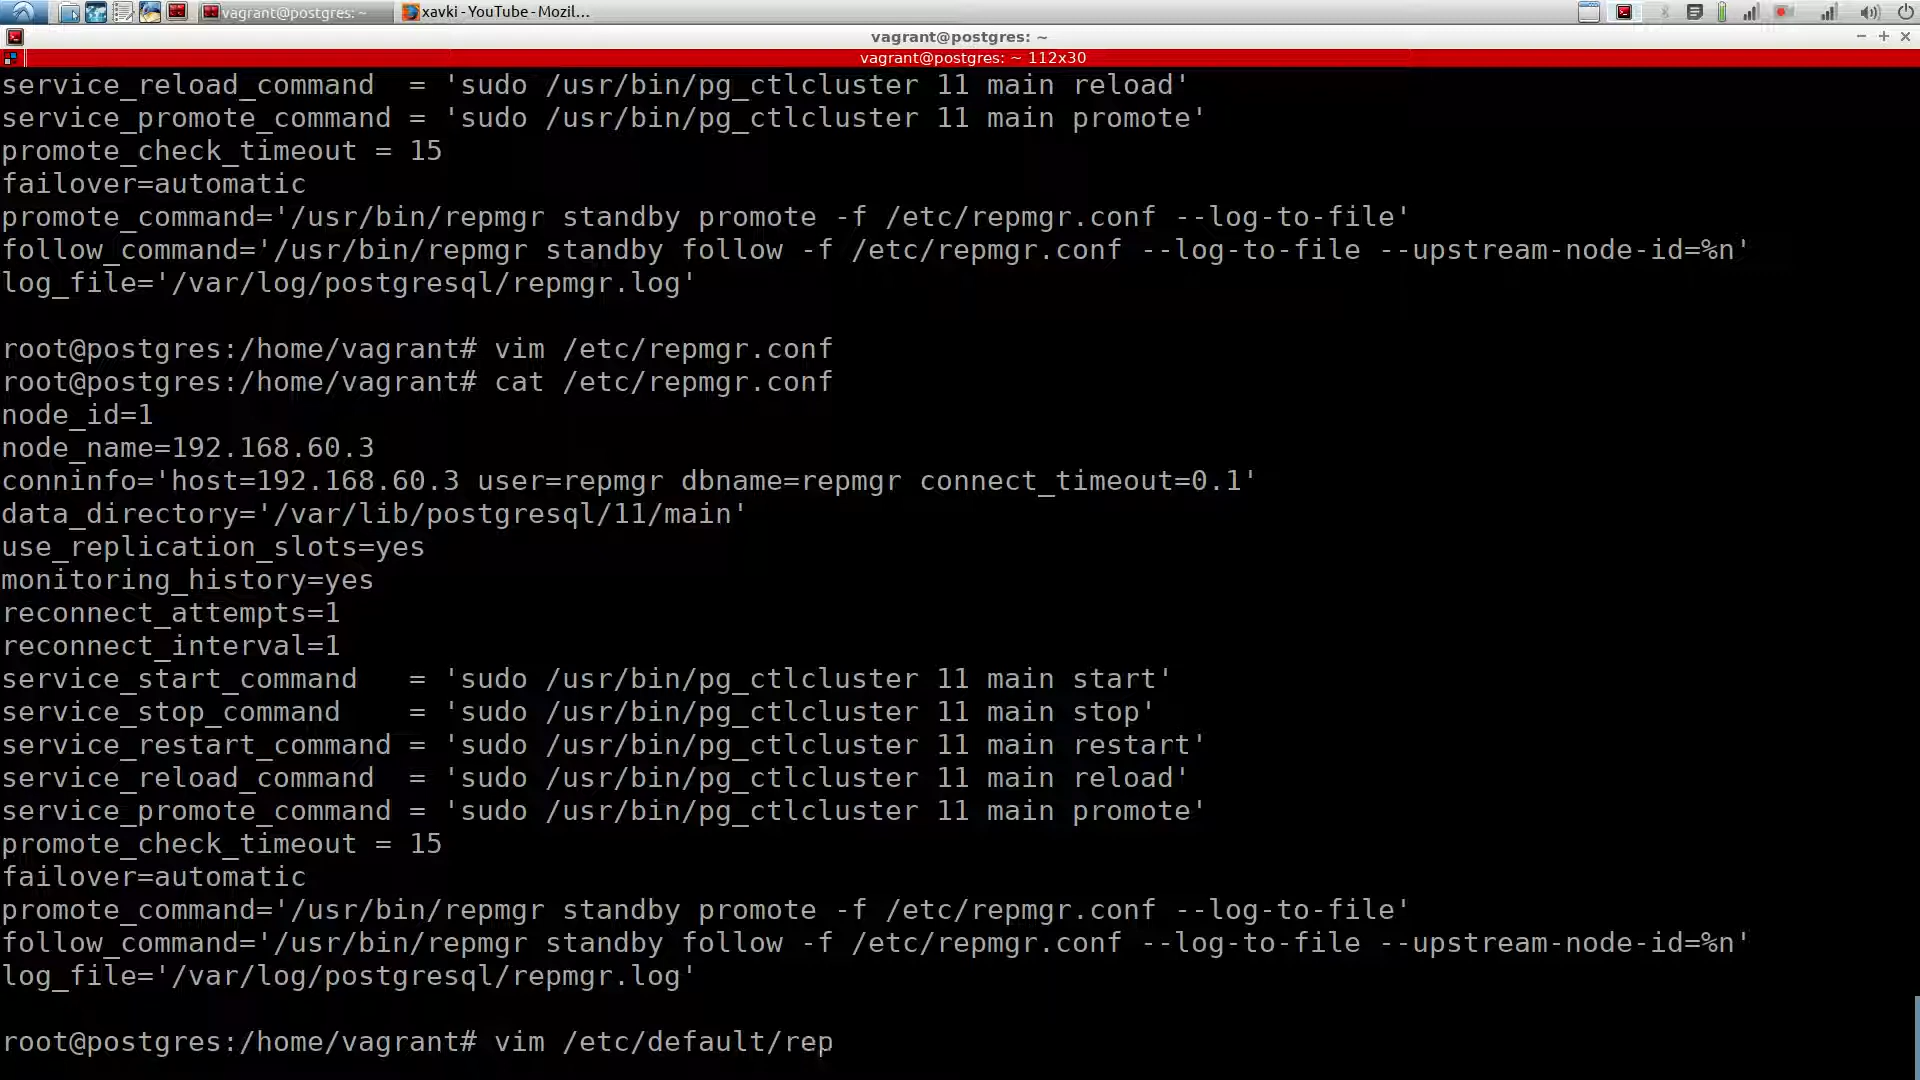 vagrant@postgres: ~
xavki - YouTube - Mozil...
vagrant@postgres: ~
vagrant@postgres: ~ 112x30
service_reload_command  = 'sudo /usr/bin/pg_ctlcluster 11 main reload'
service_promote_command = 'sudo /usr/bin/pg_ctlcluster 11 main promote'
promote_check_timeout = 15
failover=automatic
promote_command='/usr/bin/repmgr standby promote -f /etc/repmgr.conf --log-to-file'
follow_command='/usr/bin/repmgr standby follow -f /etc/repmgr.conf --log-to-file --upstream-node-id=%n'
log_file='/var/log/postgresql/repmgr.log'
root@postgres:/home/vagrant# vim /etc/repmgr.conf
root@postgres:/home/vagrant# cat /etc/repmgr.conf
node_id=1
node_name=192.168.60.3
conninfo='host=192.168.60.3 user=repmgr dbname=repmgr connect_timeout=0.1'
data_directory='/var/lib/postgresql/11/main'
use_replication_slots=yes
monitoring_history=yes
reconnect_attempts=1
reconnect_interval=1
service_start_command   = 'sudo /usr/bin/pg_ctlcluster 11 main start'
service_stop_command    = 'sudo /usr/bin/pg_ctlcluster 11 main stop'
service_restart_command = 'sudo /usr/bin/pg_ctlcluster 11 main restart'
service_reload_command  = 'sudo /usr/bin/pg_ctlcluster 11 main reload'
service_promote_command = 'sudo /usr/bin/pg_ctlcluster 11 main promote'
promote_check_timeout = 15
failover=automatic
promote_command='/usr/bin/repmgr standby promote -f /etc/repmgr.conf --log-to-file'
follow_command='/usr/bin/repmgr standby follow -f /etc/repmgr.conf --log-to-file --upstream-node-id=%n'
log_file='/var/log/postgresql/repmgr.log'
root@postgres:/home/vagrant# vim /etc/default/rep